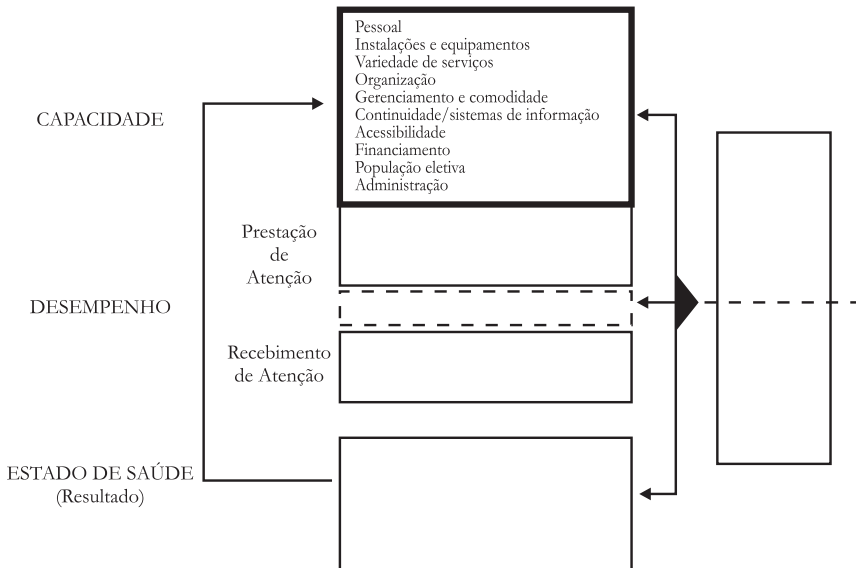 Pessoal
Instalações e equipamentos
Variedade de serviços
Organização
Gerenciamento e comodidade
Continuidade/sistemas de informação
Acessibilidade
Financiamento
População eletiva
Administração
CAPACIDADE
Prestação
de
Atenção
DESEMPENHO
Recebimento
de Atenção
ESTADO DE SAÚDE
(Resultado)